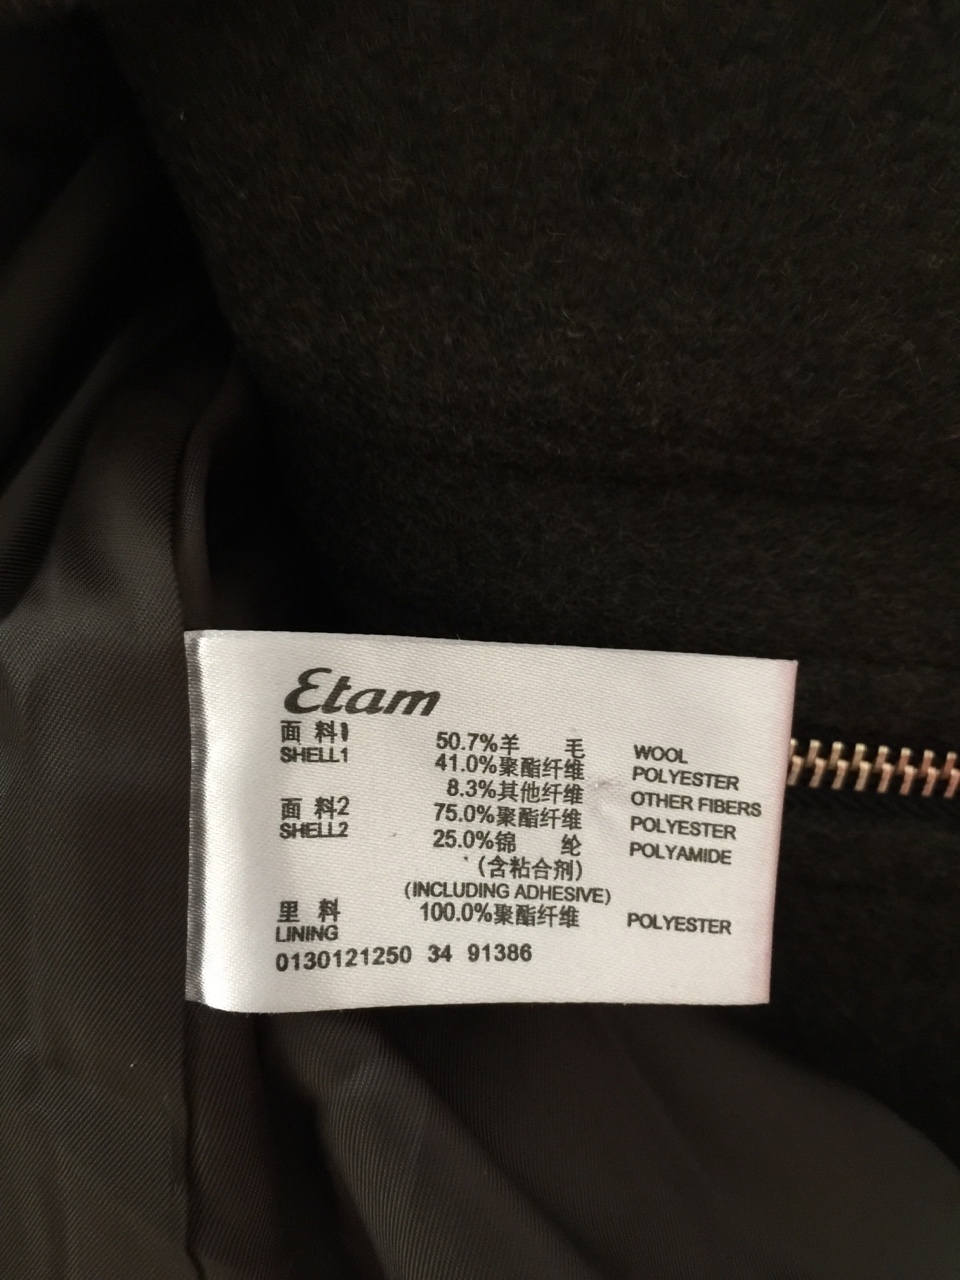 Etam
面 料1 50.7%羊 毛 WOOL
SHELL1 41.0%聚酯纤维 POLYESTER
8.3%其他纤维 OTHER FIBERS
面 料2 75.0%聚酯纤维 POLYESTER
SHELL2 25.0%锦 纶 POLYAMIDE
(含粘合剂)
(INCLUDING ADHESIVE)
里 料 100.0%聚酯纤维 POLYESTER
LINING
0130121250 34 91386